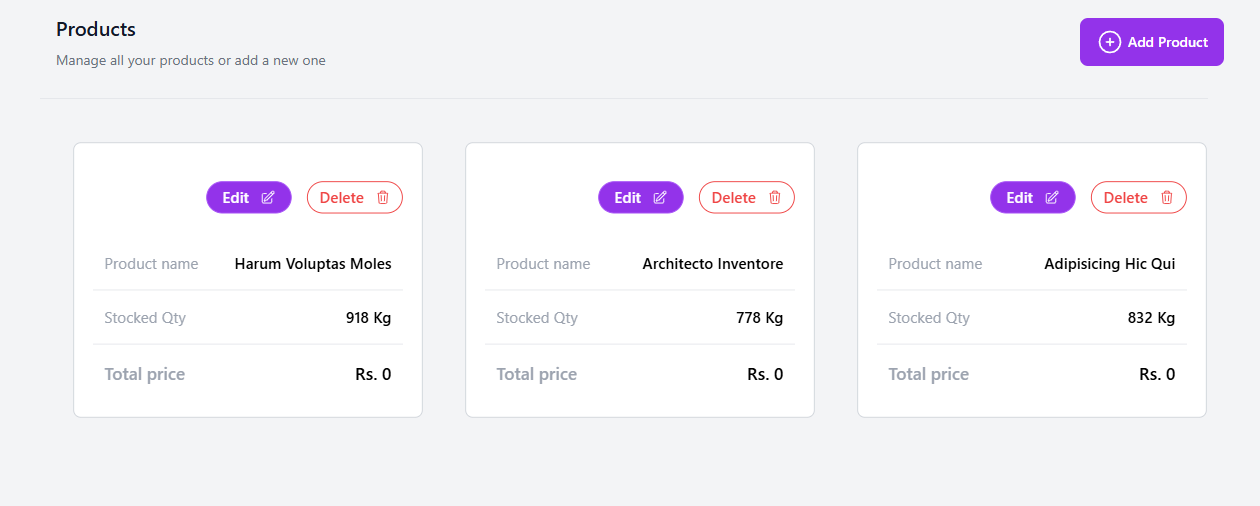 Products
Manage all your products or add a new one
Add Product
Edit
Delete
Product name Harum Voluptas Moles
Stocked Qty 918 Kg
Total price Rs. 0
Edit
Delete
Product name Architecto Inventore
Stocked Qty 778 Kg
Total price Rs. 0
Edit
Delete
Product name Adipisicing Hic Qui
Stocked Qty 832 Kg
Total price Rs. 0